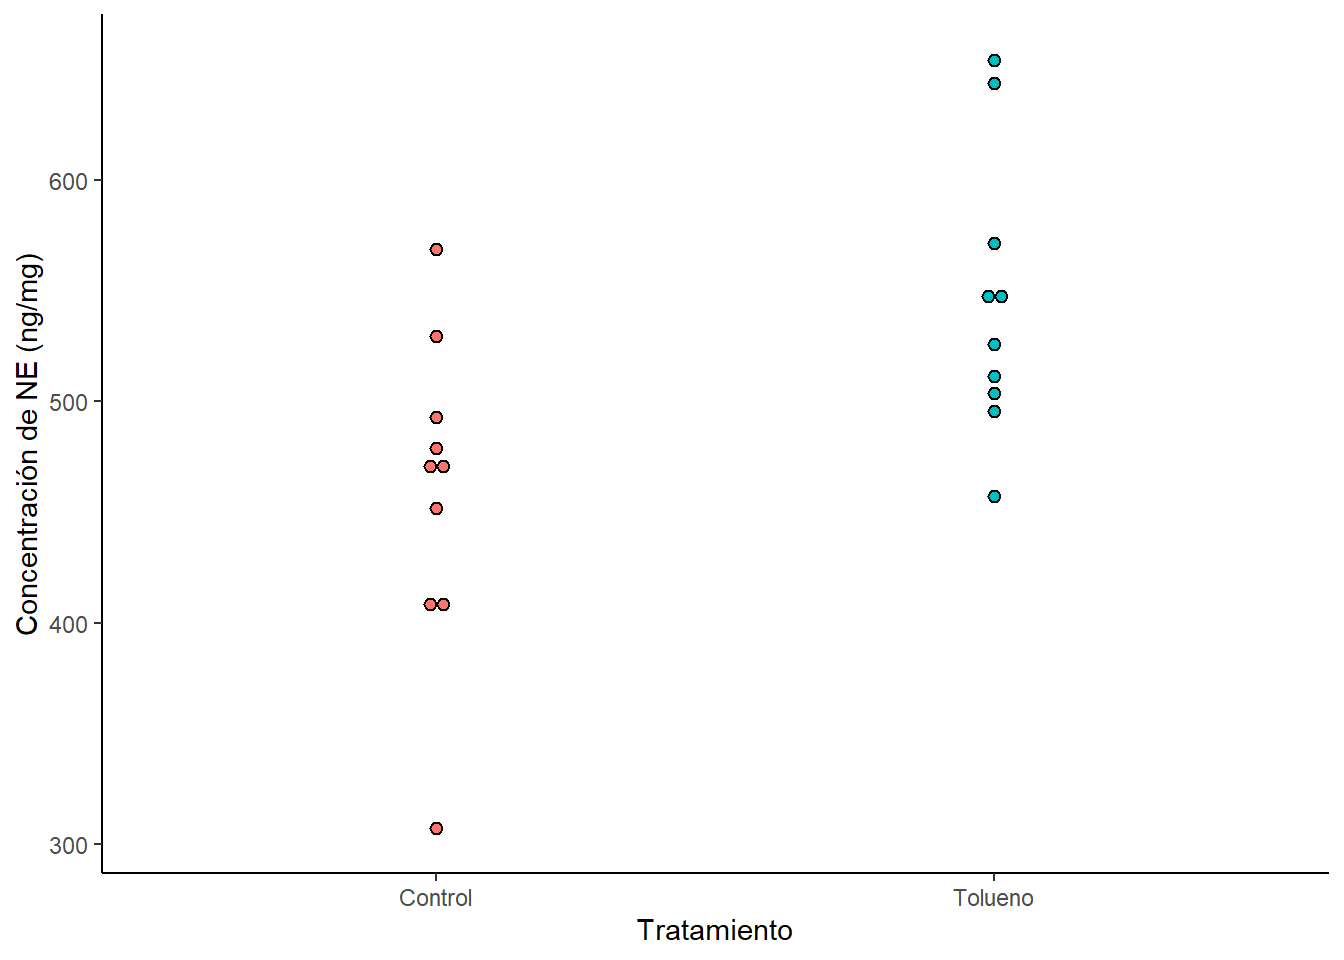 Concentración de NE (ng/mg)
600
500
400
300
Control
Tolueno
Tratamiento